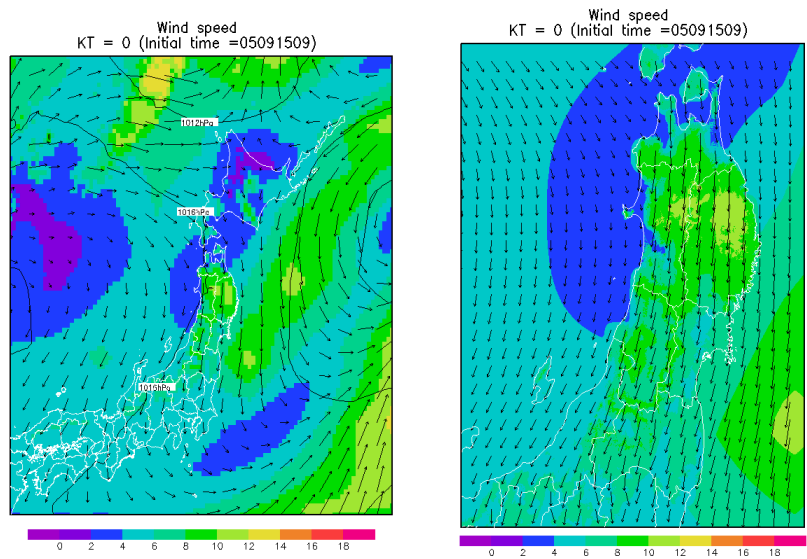 Wind speed
KT = 0 (Initial time =05091509)
1012hPa
1016hPa
1016hPa
0 2 4 6 8 10 12 14 16 18
Wind speed
KT = 0 (Initial time =05091509)
0 2 4 6 8 10 12 14 16 18